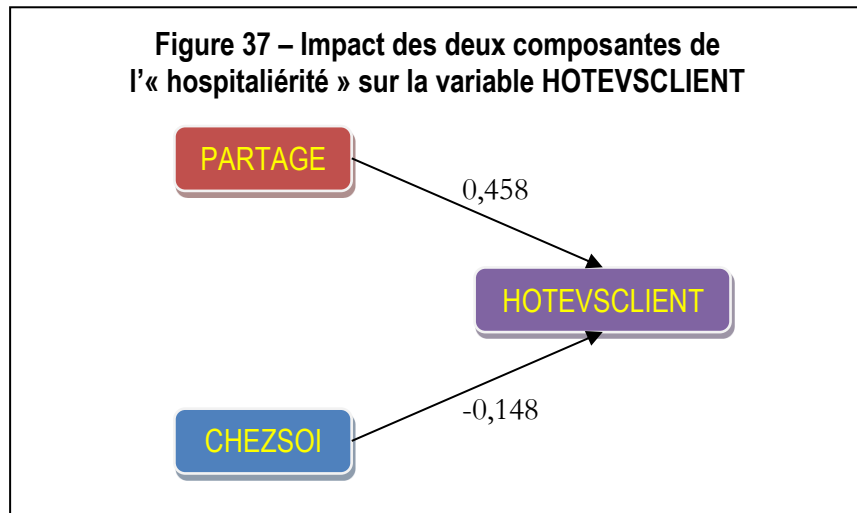 Figure 37 – Impact des deux composantes de
l’« hospitaliérité » sur la variable HOTEVSCLIENT
PARTAGE
0,458
HOTEVSCLIENT
-0,148
CHEZSOI